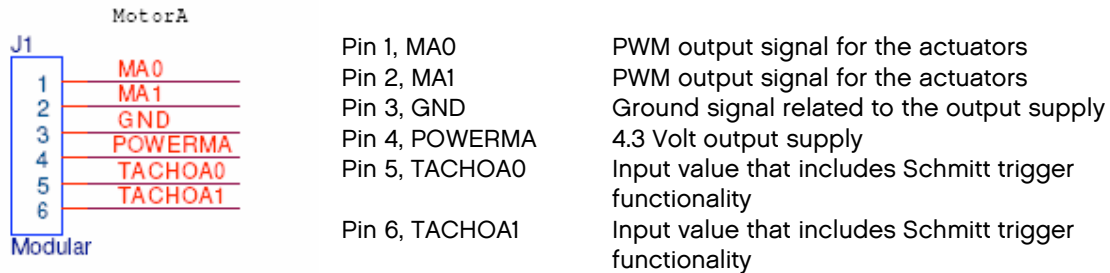 MotorA
J1
1 MA0
2 MA1
3 GND
4 POWERMA
5 TACHOA0
6 TACHOA1
Modular
Pin 1, MA0 PWM output signal for the actuators
Pin 2, MA1 PWM output signal for the actuators
Pin 3, GND Ground signal related to the output supply
Pin 4, POWERMA 4.3 Volt output supply
Pin 5, TACHOA0 Input value that includes Schmitt trigger
functionality
Pin 6, TACHOA1 Input value that includes Schmitt trigger
functionality